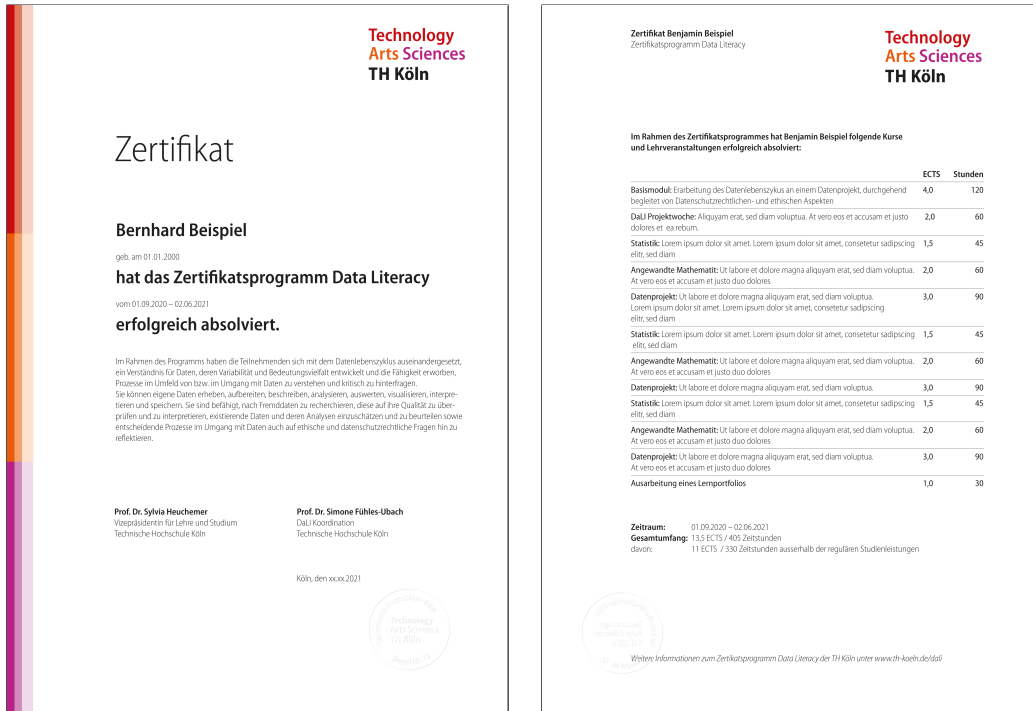 Technology
Arts Sciences
TH Köln
Zertifikat
Bernhard Beispiel
geb. am 01.01.2000
hat das Zertifikatsprogramm Data Literacy
vom 01.09.2020 – 02.06.2021
erfolgreich absolviert.
Im Rahmen des Programms haben die Teilnehmenden sich mit dem Datenlebenszyklus auseinandergesetzt,
ein Verständnis für Daten, deren Variabilität und Bedeutungsvielfalt entwickelt und die Fähigkeit erworben,
Prozesse im Umfeld von bzw. im Umgang mit Daten zu verstehen und kritisch zu hinterfragen.
Sie können eigene Daten erheben, aufbereiten, beschreiben, analysieren, auswerten, visualisieren, interpre-
tieren und speichern. Sie sind befähigt, nach Fremddaten zu recherchieren, diese auf ihre Qualität zu über-
prüfen und zu interpretieren, existierende Daten und deren Analysen einzuschätzen und zu beurteilen sowie
entscheidende Prozesse im Umgang mit Daten auch auf ethische und datenschutzrechtliche Fragen hin zu
reflektieren.
Prof. Dr. Sylvia Heuchemer
Vizepräsidentin für Lehre und Studium
Technische Hochschule Köln
Prof. Dr. Simone Fühles-Ubach
DaLI Koordination
Technische Hochschule Köln
Köln, den xx.xx.2021
Technology
Arts Sciences
TH Köln
Zertifikat Benjamin Beispiel
Zertifikatsprogramm Data Literacy
Technology
Arts Sciences
TH Köln
Im Rahmen des Zertifikatsprogrammes hat Benjamin Beispiel folgende Kurse
und Lehrveranstaltungen erfolgreich absolviert:
ECTS Stunden
Basismodul: Erarbeitung des Datenlebenszykus an einem Datenprojekt, durchgehend 4,0 120
begleitet von Datenschutzrechtlichen- und ethischen Aspekten
DaLI Projektwoche: Aliquyam erat, sed diam voluptua. At vero eos et accusam et justo 2,0 60
dolores et ea rebum.
Statistik: Lorem ipsum dolor sit amet. Lorem ipsum dolor sit amet, consetetur sadipscing 1,5 45
elitr, sed diam
Angewandte Mathematit: Ut labore et dolore magna aliquyam erat, sed diam voluptua. 2,0 60
At vero eos et accusam et justo duo dolores
Datenprojekt: Ut labore et dolore magna aliquyam erat, sed diam voluptua. 3,0 90
Lorem ipsum dolor sit amet. Lorem ipsum dolor sit amet, consetetur sadipscing
elitr, sed diam
Statistik: Lorem ipsum dolor sit amet. Lorem ipsum dolor sit amet, consetetur sadipscing 1,5 45
elitr, sed diam
Angewandte Mathematit: Ut labore et dolore magna aliquyam erat, sed diam voluptua. 2,0 60
At vero eos et accusam et justo duo dolores
Datenprojekt: Ut labore et dolore magna aliquyam erat, sed diam voluptua. 3,0 90
Statistik: Lorem ipsum dolor sit amet. Lorem ipsum dolor sit amet, consetetur sadipscing 1,5 45
elitr, sed diam
Angewandte Mathematit: Ut labore et dolore magna aliquyam erat, sed diam voluptua. 2,0 60
At vero eos et accusam et justo duo dolores
Datenprojekt: Ut labore et dolore magna aliquyam erat, sed diam voluptua. 3,0 90
At vero eos et accusam et justo duo dolores
Ausarbeitung eines Lernportfolios 1,0 30
Zeitraum: 01.09.2020 – 02.06.2021
Gesamtumfang: 13,5 ECTS / 405 Zeitstunden
davon: 11 ECTS / 330 Zeitstunden ausserhalb der regulären Studienleistungen
Weitere Informationen zum Zertikatsprogramm Data Literacy der TH Köln unter www.th-koeln.de/dali